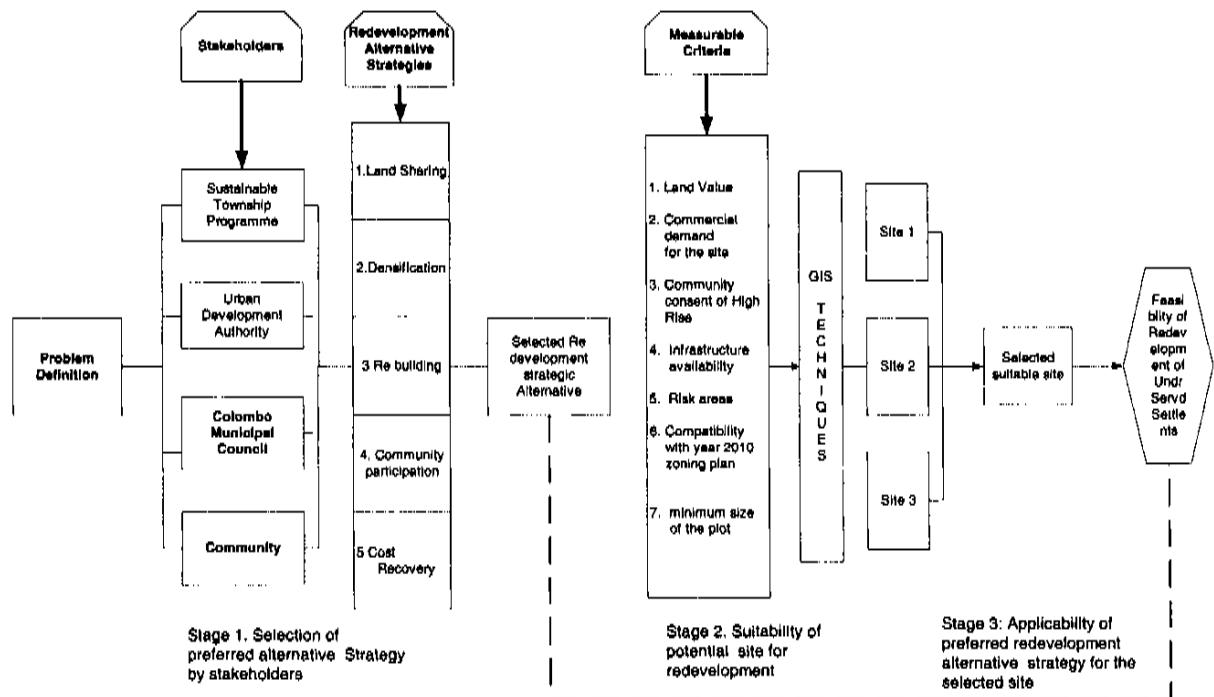 Stakeholders
Redevelopment
Alternative
Strategies
Measurable
Criteria
Problem
Definition
Sustainable
Township
Programme
Urban
Development
Authority
Colombo
Municipal
Council
Community
1.Land Sharing
2.Densification
3 Re building
4. Community
participation
5 Cost
Recovery
Selected Re
development
strategic
Alternative
1. Land Value
2. Commercial
demand
for the site
3. Community
consent of High
Rise
4. Infrastructure
availability
5. Risk areas
6. Compatibility
with year 2010
zoning plan
7. minimum size
of the plot
GIS
T
E
C
H
N
I
Q
U
E
S
Site 1
Site 2
Site 3
Selected
suitable site
Feasi
blity of
Redev
elopm
ent of
Undr
Servd
Settle
nts
Stage 1. Selection of
preferred alternative Strategy
by stakeholders
Stage 2. Suitability of
potential site for
redevelopment
Stage 3: Applicability of
preferred redevelopment
alternative strategy for the
selected site